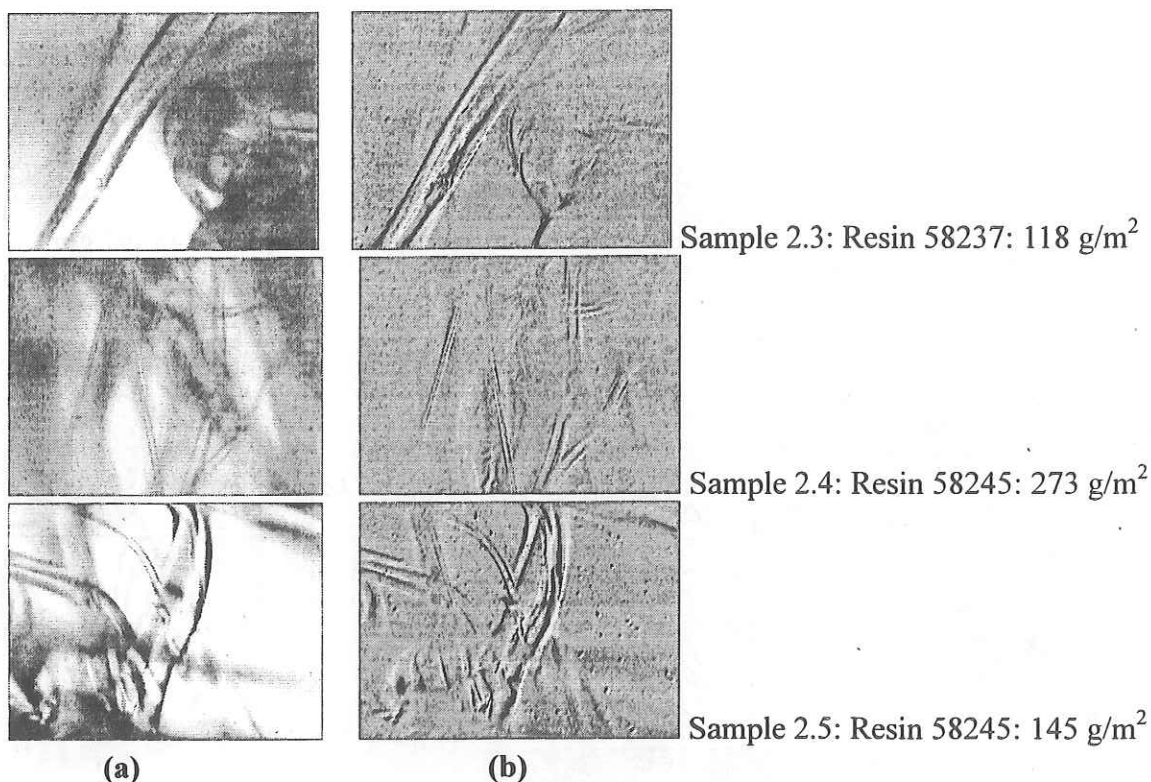 Sample 2.3: Resin 58237: 118 g/m²
Sample 2.4: Resin 58245: 273 g/m²
Sample 2.5: Resin 58245: 145 g/m²
(a) (b)